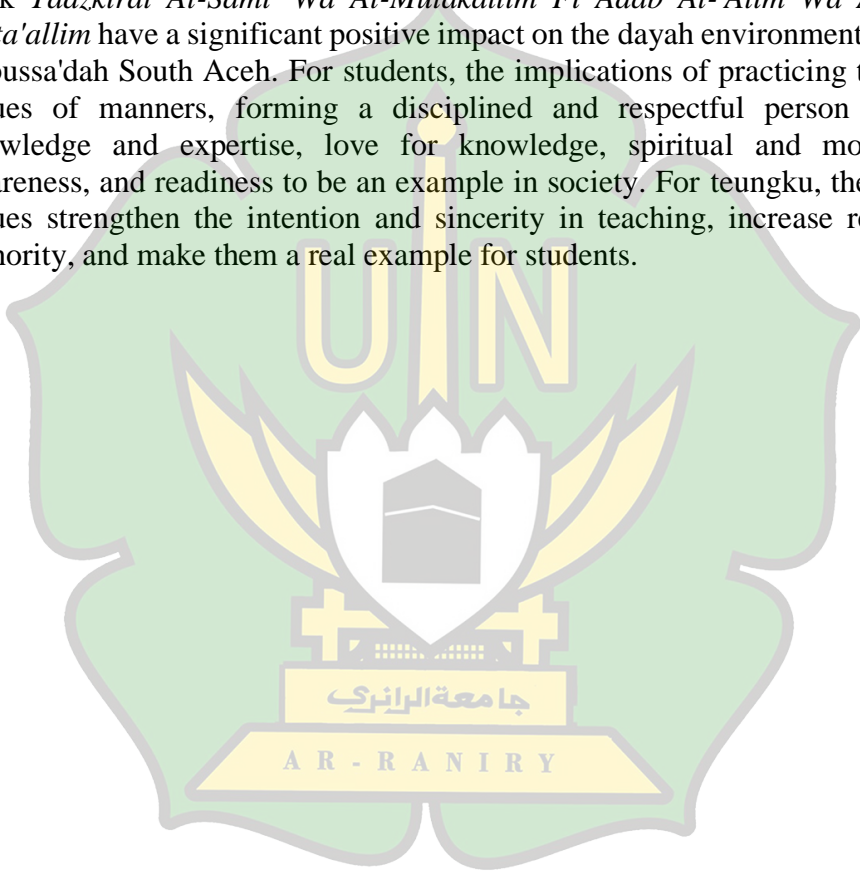 Tadzkirat Al-Sami' Wa Al-Mutakallim Fi Adab Al-'Alim Wa A
ta'allim have a significant positive impact on the dayah environment
oussa'dah South Aceh. For students, the implications of practicing t
ues of manners, forming a disciplined and respectful person
wledge and expertise, love for knowledge, spiritual and mo
areness, and readiness to be an example in society. For teungku, the
ues strengthen the intention and sincerity in teaching, increase re
hority, and make them a real example for students.
UIN
جامعة الرانري
AR-RANIRY